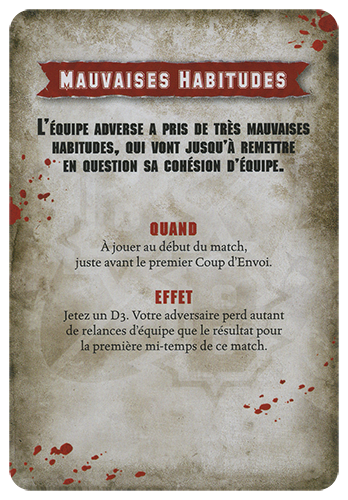 MAUVAISES HABITUDES
L'ÉQUIPE ADVERSE A PRIS DE TRÈS MAUVAISES
HABITUDES, QUI VONT JUSQU'À REMETTRE
EN QUESTION SA COHÉSION D'ÉQUIPE.
QUAND
À jouer au début du match,
juste avant le premier Coup d'Envoi.
EFFET
Jetez un D3. Votre adversaire perd autant
de relances d'équipe que le résultat pour
la première mi-temps de ce match.